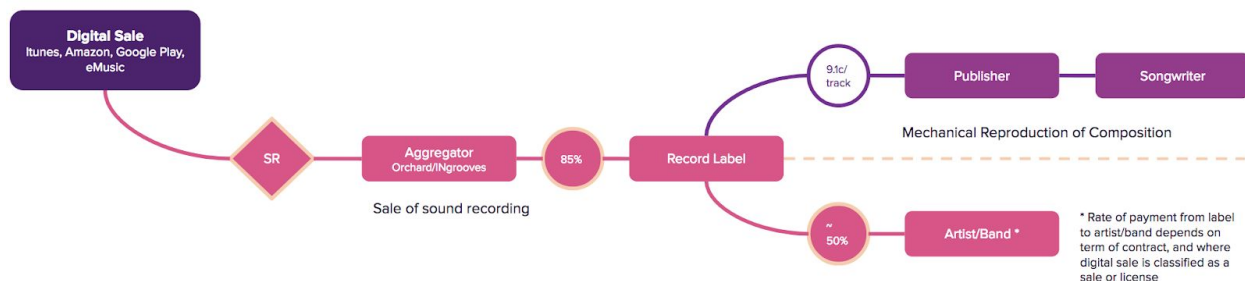 Digital Sale
Itunes, Amazon, Google Play,
eMusic
SR
Aggregator
Orchard/INgrooves
Sale of sound recording
85%
Record Label
9.1c/
track
Publisher
Songwriter
Mechanical Reproduction of Composition
~
50%
Artist/Band *
* Rate of payment from label
to artist/band depends on
term of contract, and where
digital sale is classified as a
sale or license